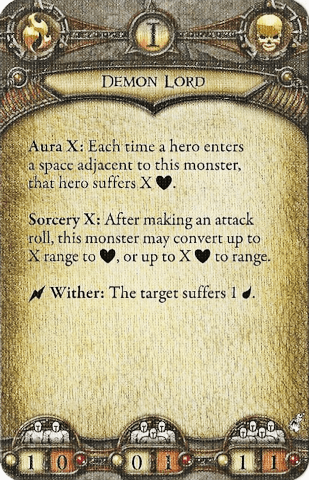 I
DEMON LORD
Aura X: Each time a hero enters
a space adjacent to this monster,
that hero suffers X ♥.
Sorcery X: After making an attack
roll, this monster may convert up to
X range to ♥, or up to X ♥ to range.
Wither: The target suffers 1
1 0 0 1 1 1